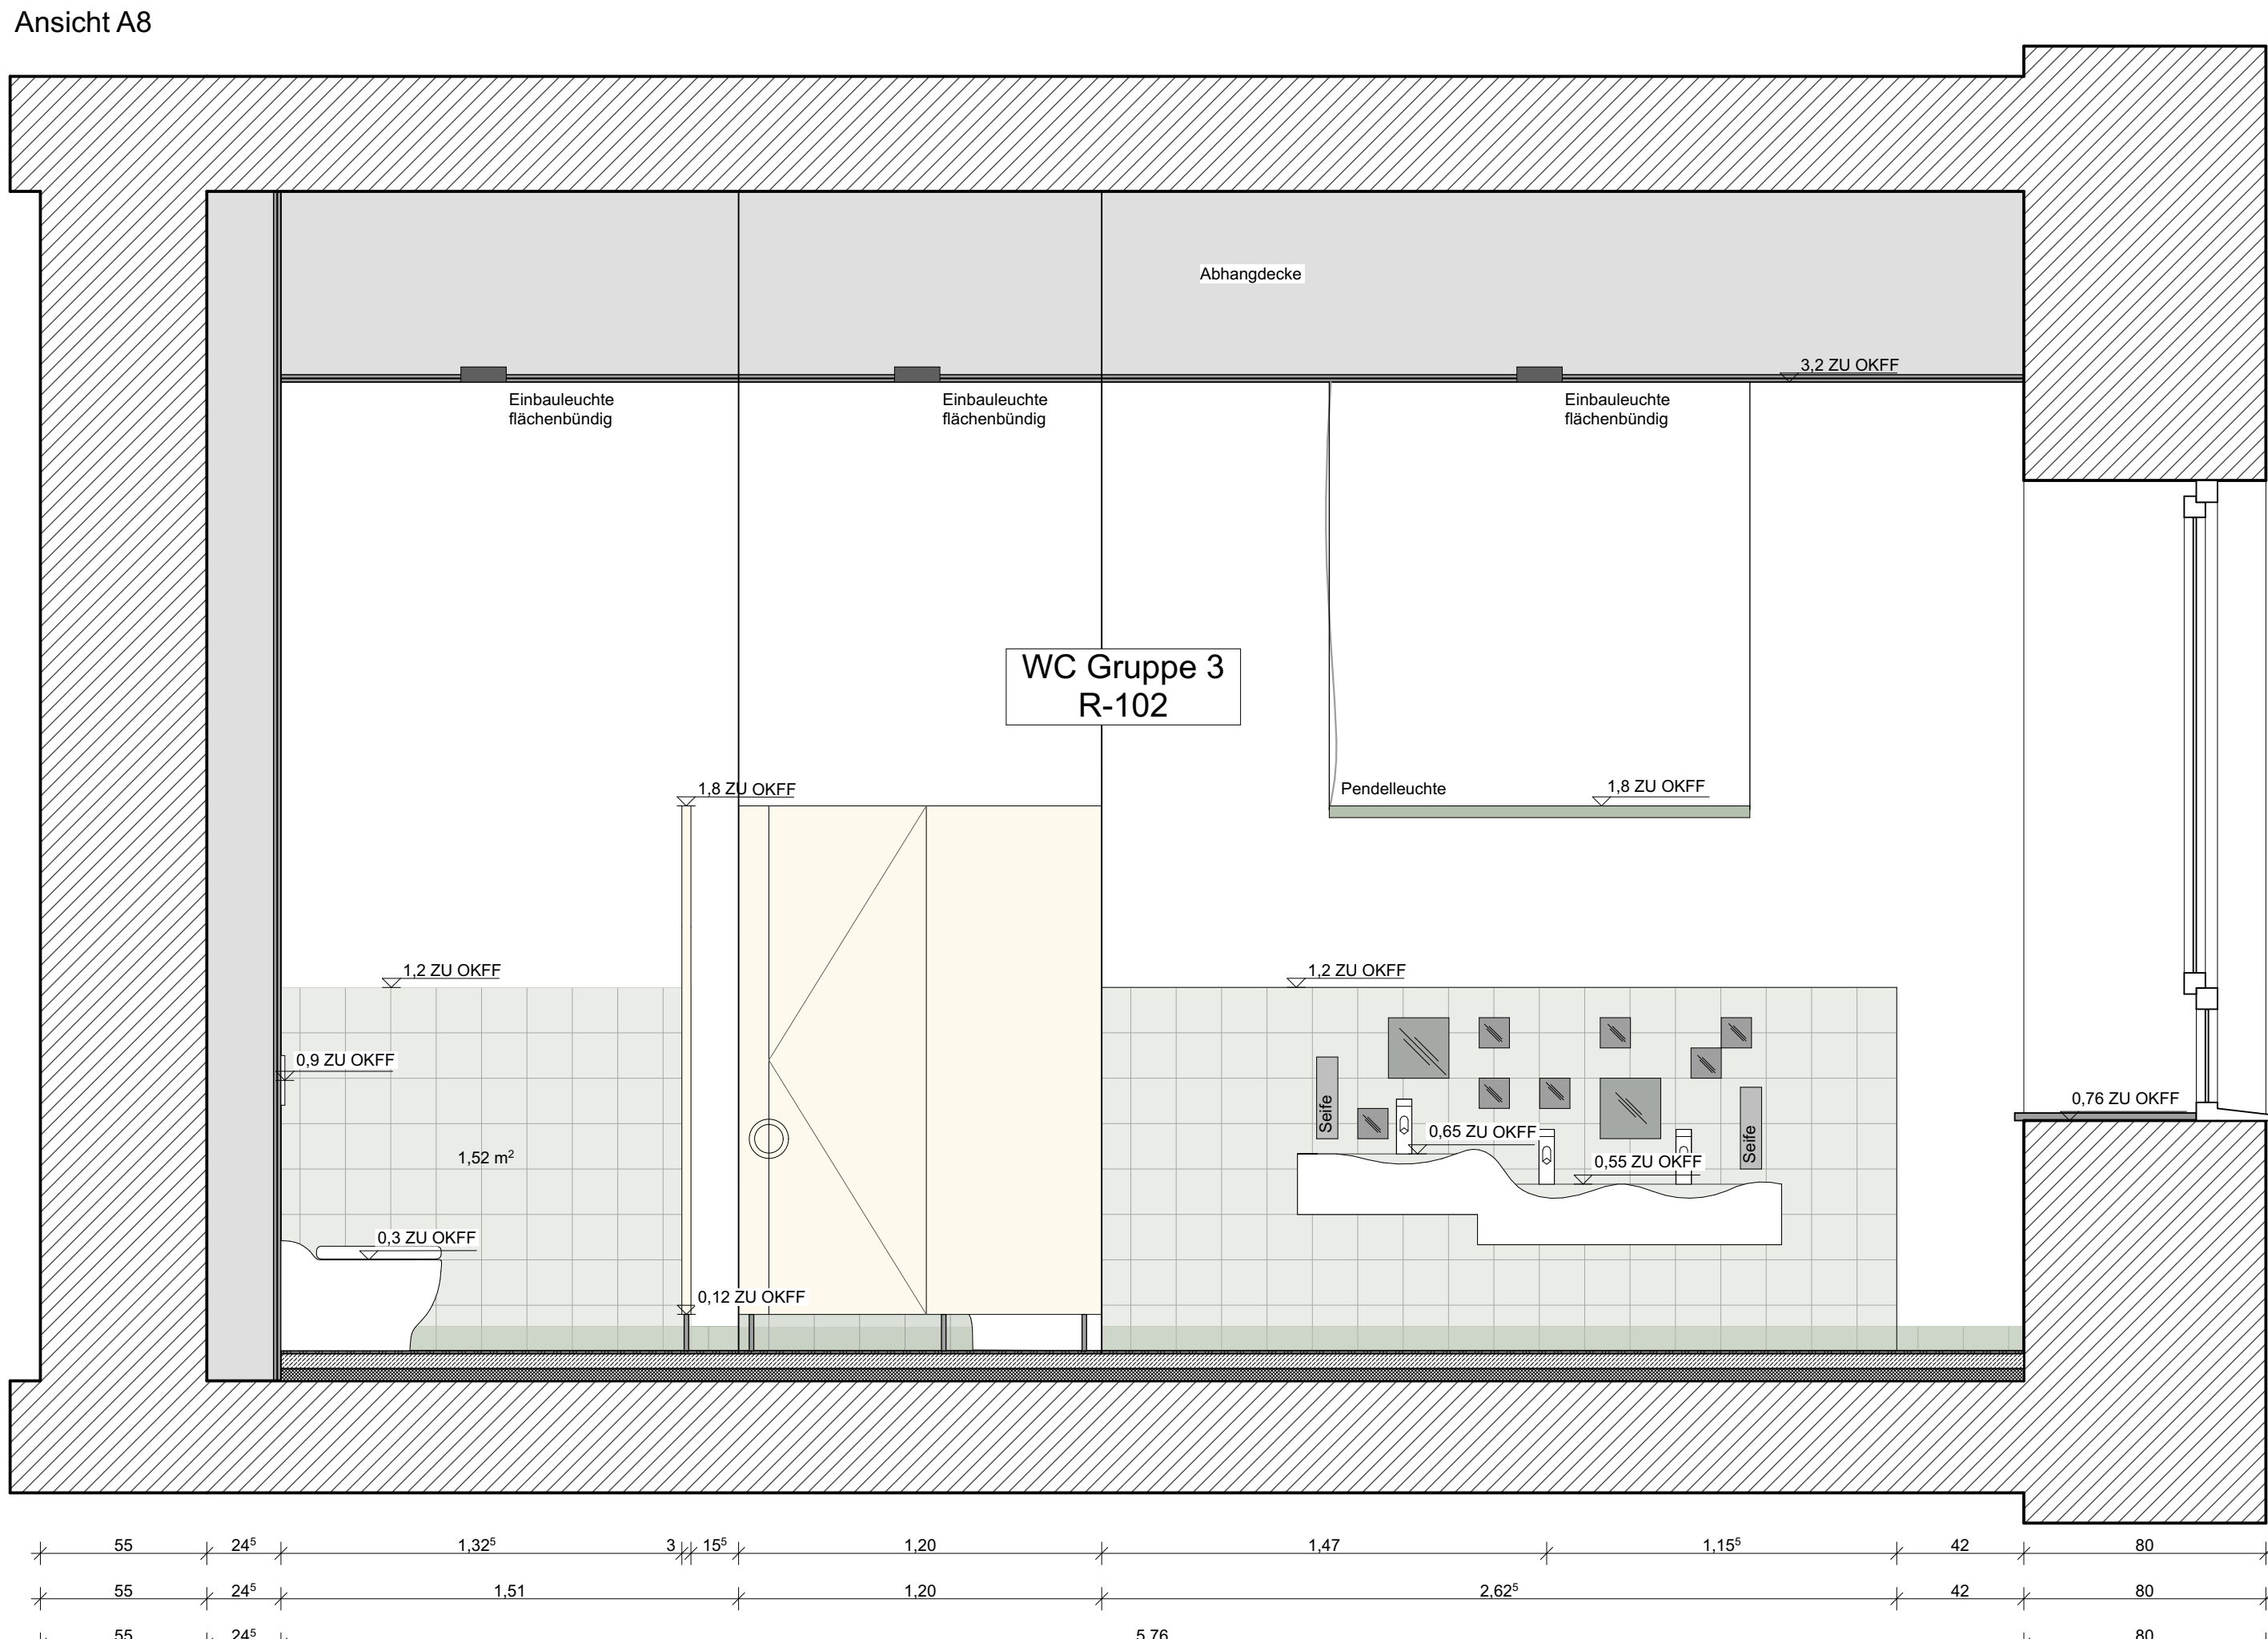 Ansicht A8
Abhangdecke
3,2 ZU OKFF
Einbauleuchte
flächenbündig
Einbauleuchte
flächenbündig
Einbauleuchte
flächenbündig
WC Gruppe 3
R-102
1,8 ZU OKFF
Pendelleuchte
1,8 ZU OKFF
1,2 ZU OKFF
1,2 ZU OKFF
0,9 ZU OKFF
0,76 ZU OKFF
Seife
0,65 ZU OKFF
Seife
1,52 m²
0,55 ZU OKFF
0,3 ZU OKFF
0,12 ZU OKFF
55 24⁵ 1,32⁵ 3 15⁵ 1,20 1,47 1,15⁵ 42 80
55 24⁵ 1,51 1,20 2,62⁵ 42 80
55 24⁵ 5,76 80